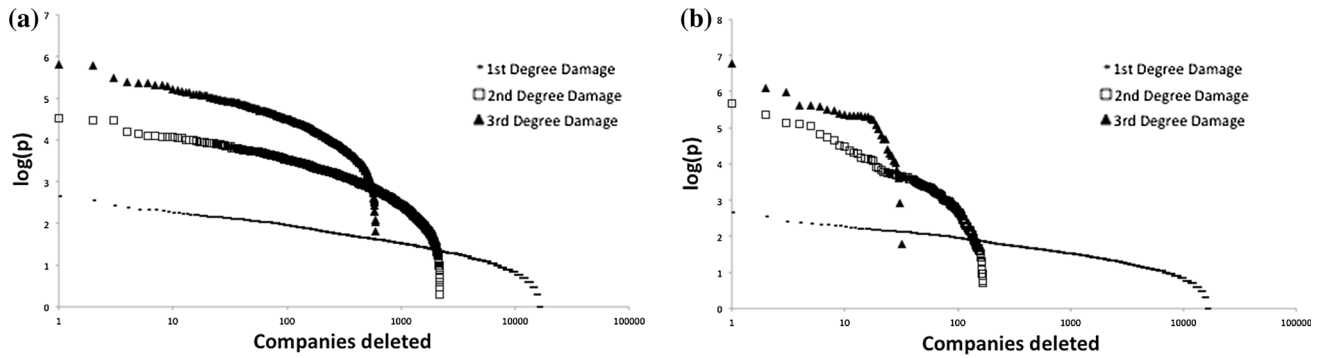 (a)
7
6
5
4
3
2
1
0
log(p)
1st Degree Damage
2nd Degree Damage
3rd Degree Damage
1 10 100 1000 10000 100000
Companies deleted
(b)
8
7
6
5
4
3
2
1
0
log(p)
1st Degree Damage
2nd Degree Damage
3rd Degree Damage
1 10 100 1000 10000 100000
Companies deleted